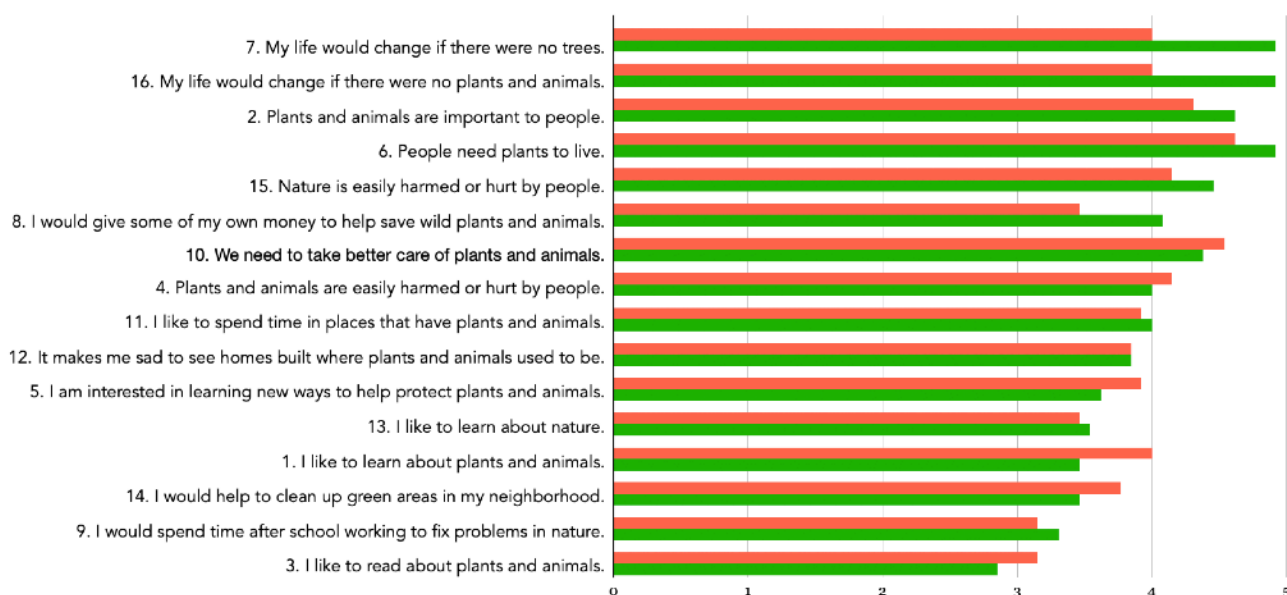 7. My life would change if there were no trees.
16. My life would change if there were no plants and animals.
2. Plants and animals are important to people.
6. People need plants to live.
15. Nature is easily harmed or hurt by people.
8. I would give some of my own money to help save wild plants and animals.
10. We need to take better care of plants and animals.
4. Plants and animals are easily harmed or hurt by people.
11. I like to spend time in places that have plants and animals.
12. It makes me sad to see homes built where plants and animals used to be.
5. I am interested in learning new ways to help protect plants and animals.
13. I like to learn about nature.
1. I like to learn about plants and animals.
14. I would help to clean up green areas in my neighborhood.
9. I would spend time after school working to fix problems in nature.
3. I like to read about plants and animals.
0 1 2 3 4 5